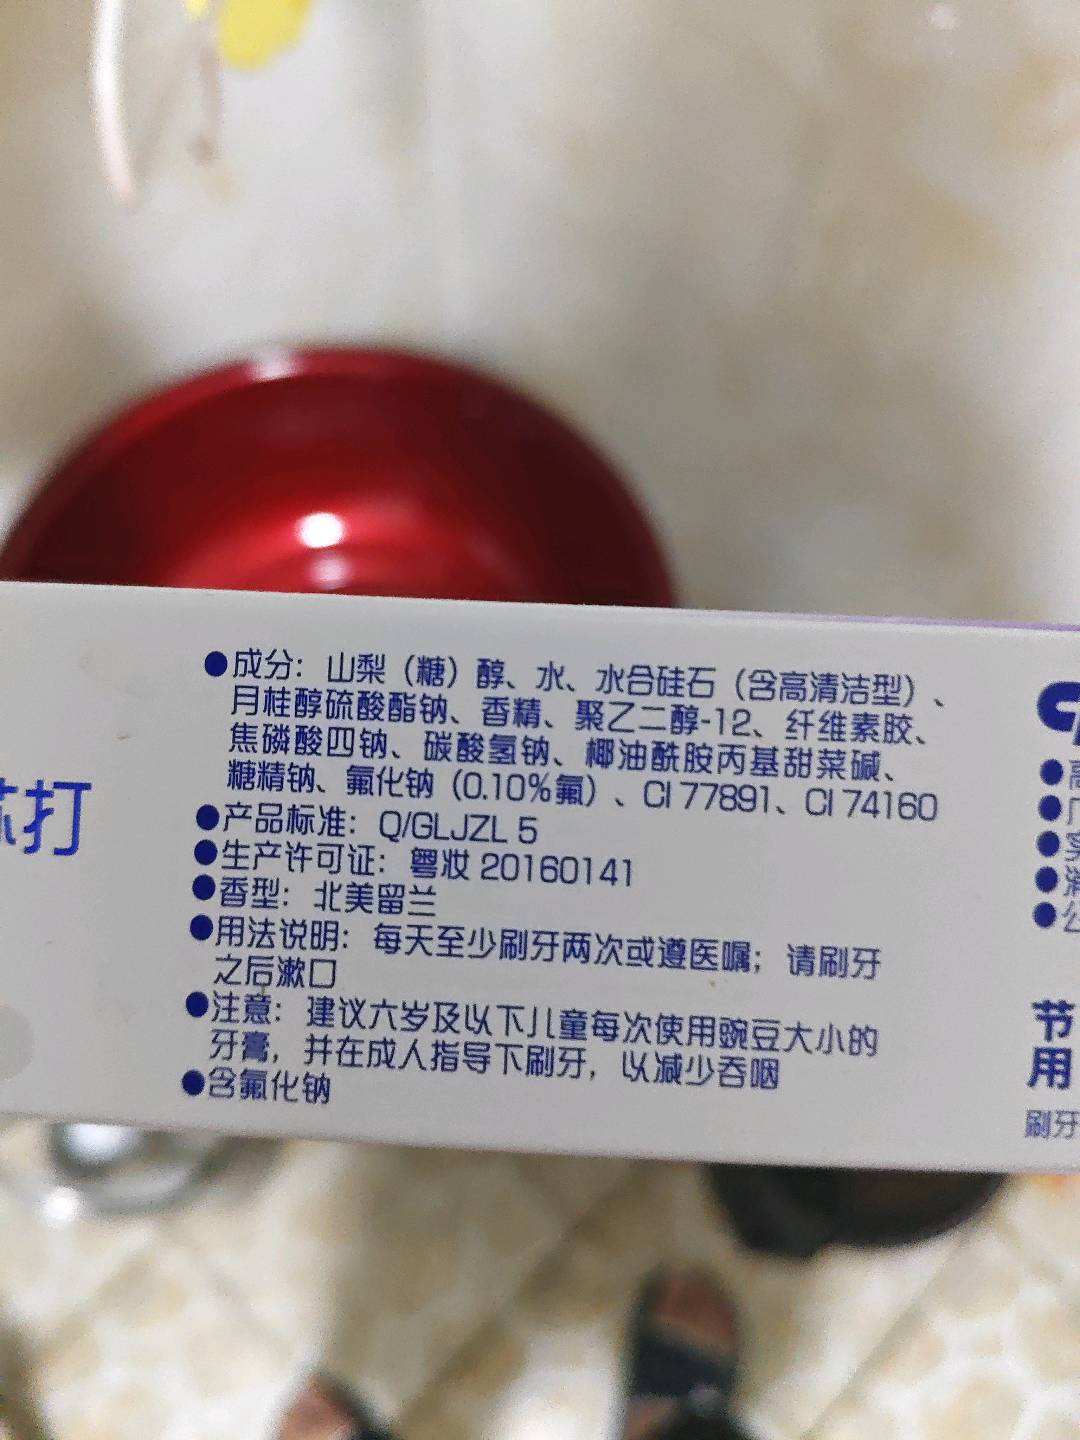 ●成分：山梨（糖）醇、水、水合硅石（含高清洁型）、
月桂醇硫酸酯钠、香精、聚乙二醇-12、纤维素胶、
焦磷酸四钠、碳酸氢钠、椰油酰胺丙基甜菜碱、
糖精钠、氟化钠（0.10%氟）、CI 77891、CI 74160
●产品标准：Q/GLJZL 5
●生产许可证：粤妆 20160141
●香型：北美留兰
●用法说明：每天至少刷牙两次或遵医嘱；请刷牙
之后漱口
●注意：建议六岁及以下儿童每次使用豌豆大小的
牙膏，并在成人指导下刷牙，以减少吞咽
●含氟化钠
苏打
节
用
刷牙